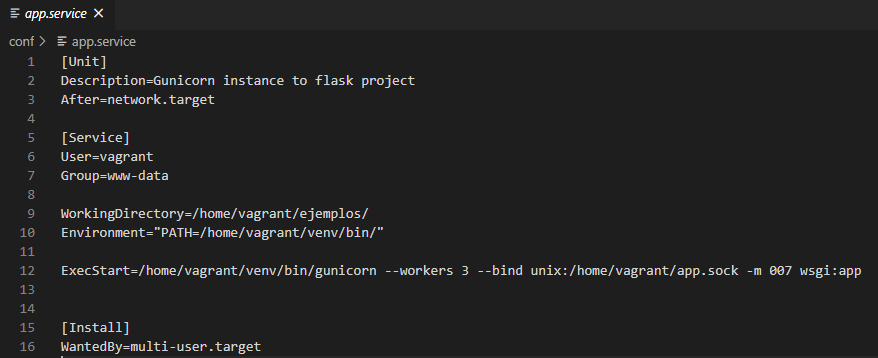 app.service
conf > app.service
1 [Unit]
2 Description=Gunicorn instance to flask project
3 After=network.target
4
5 [Service]
6 User=vagrant
7 Group=www-data
8
9 WorkingDirectory=/home/vagrant/ejemplos/
10 Environment="PATH=/home/vagrant/venv/bin/"
11
12 ExecStart=/home/vagrant/venv/bin/gunicorn --workers 3 --bind unix:/home/vagrant/app.sock -m 007 wsgi:app
13
14
15 [Install]
16 WantedBy=multi-user.target